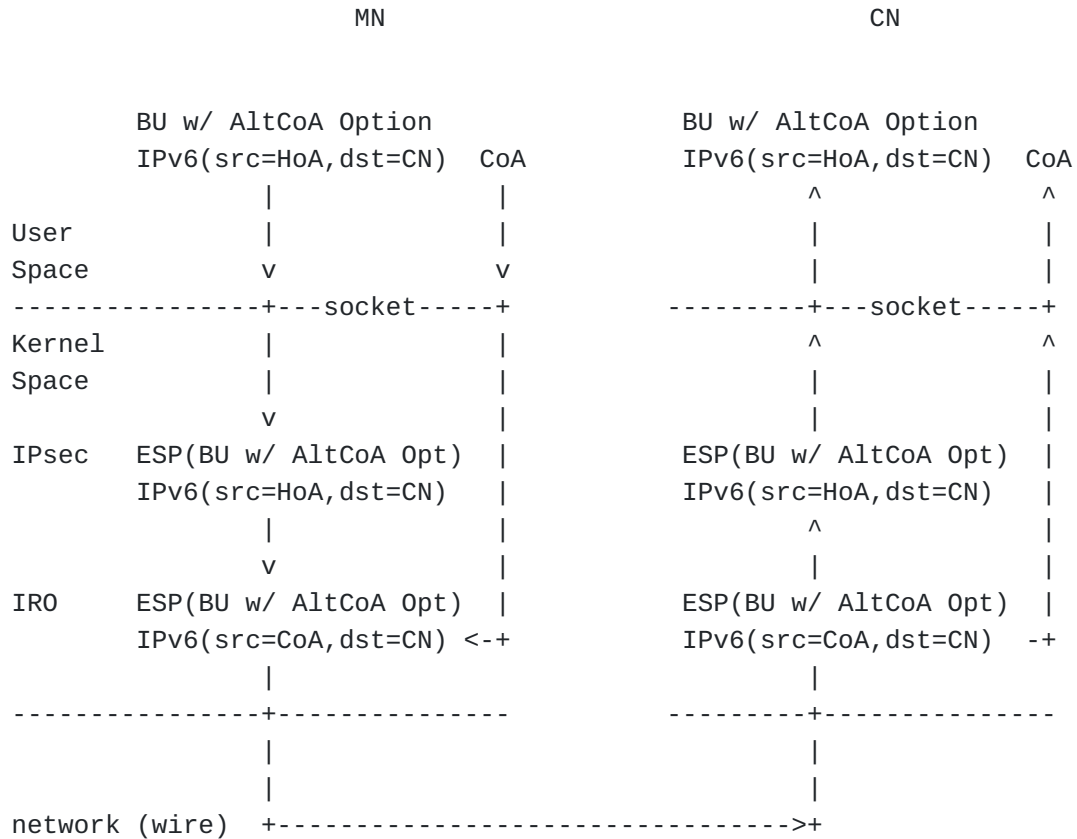 MN CN
BU w/ AltCoA Option BU w/ AltCoA Option
IPv6(src=HoA,dst=CN) CoA IPv6(src=HoA,dst=CN) CoA
| | ^ ^
User | | | |
Space v v | |
----------------+---socket-----+ ---------+---socket-----+
Kernel | | ^ ^
Space | | | |
v | | |
IPsec ESP(BU w/ AltCoA Opt) | ESP(BU w/ AltCoA Opt) |
IPv6(src=HoA,dst=CN) | IPv6(src=HoA,dst=CN) |
| | ^ |
v | | |
IRO ESP(BU w/ AltCoA Opt) | ESP(BU w/ AltCoA Opt) |
IPv6(src=CoA,dst=CN) <-+ IPv6(src=CoA,dst=CN) -+
| |
----------------+--------------- ---------+---------------
| |
| |
network (wire) +--------------------------------->+